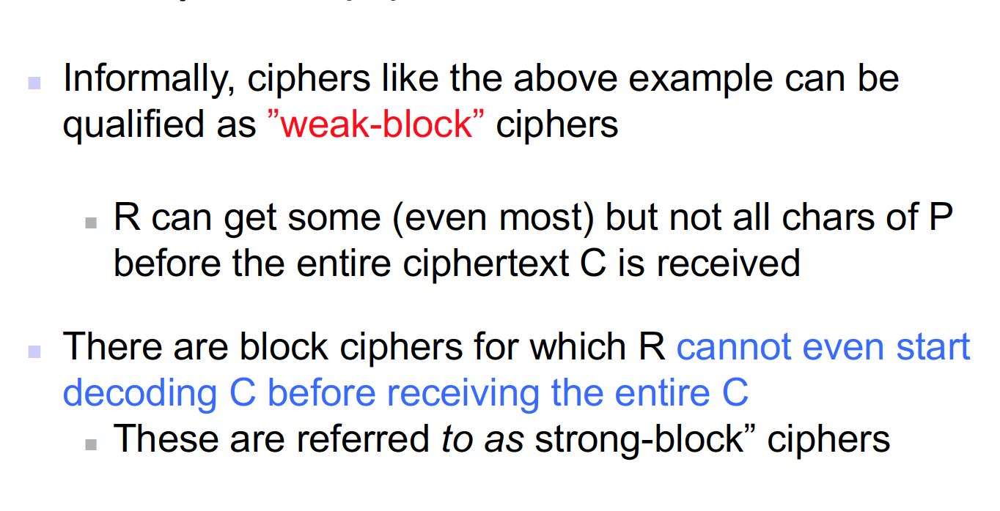 Informally, ciphers like the above example can be
qualified as ”weak-block” ciphers
R can get some (even most) but not all chars of P
before the entire ciphertext C is received
There are block ciphers for which R cannot even start
decoding C before receiving the entire C
These are referred to as strong-block” ciphers